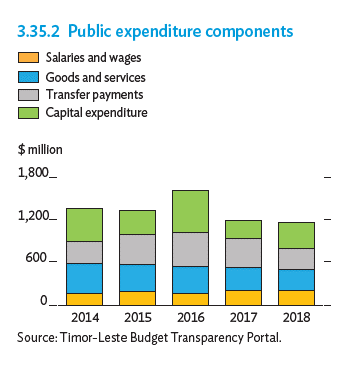 3.35.2 Public expenditure components
Salaries and wages
Goods and services
Transfer payments
Capital expenditure
$ million
1,800
1,200
600
0
2014 2015 2016 2017 2018
Source: Timor-Leste Budget Transparency Portal.